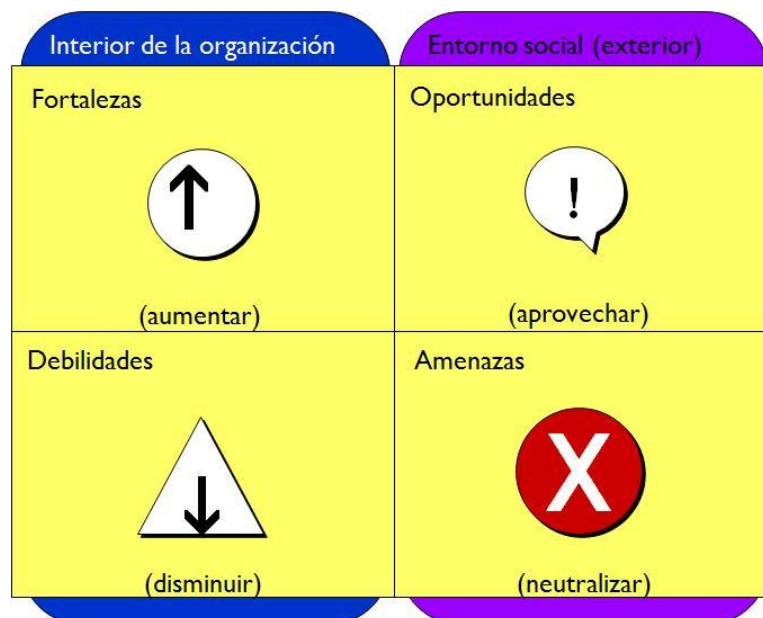 Interior de la organización
Entorno social (exterior)
Fortalezas
Oportunidades
!
(aumentar)
(aprovechar)
Debilidades
Amenazas
X
(disminuir)
(neutralizar)